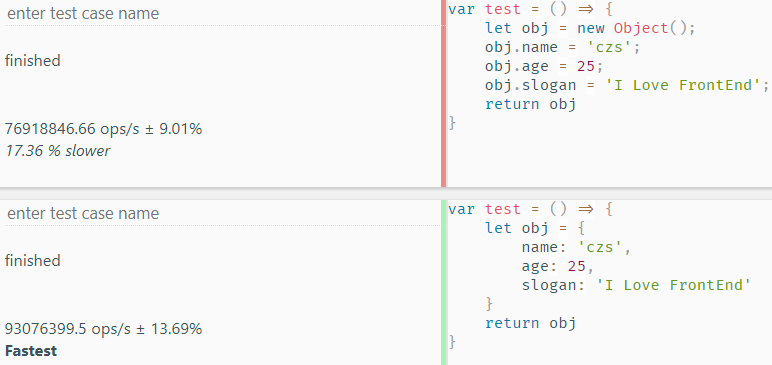 enter test case name
finished
76918846.66 ops/s ± 9.01%
17.36 % slower
var test = () => {
    let obj = new Object();
    obj.name = 'czs';
    obj.age = 25;
    obj.slogan = 'I Love FrontEnd';
    return obj
}
enter test case name
finished
93076399.5 ops/s ± 13.69%
Fastest
var test = () => {
    let obj = {
        name: 'czs',
        age: 25,
        slogan: 'I Love FrontEnd'
    }
    return obj
}